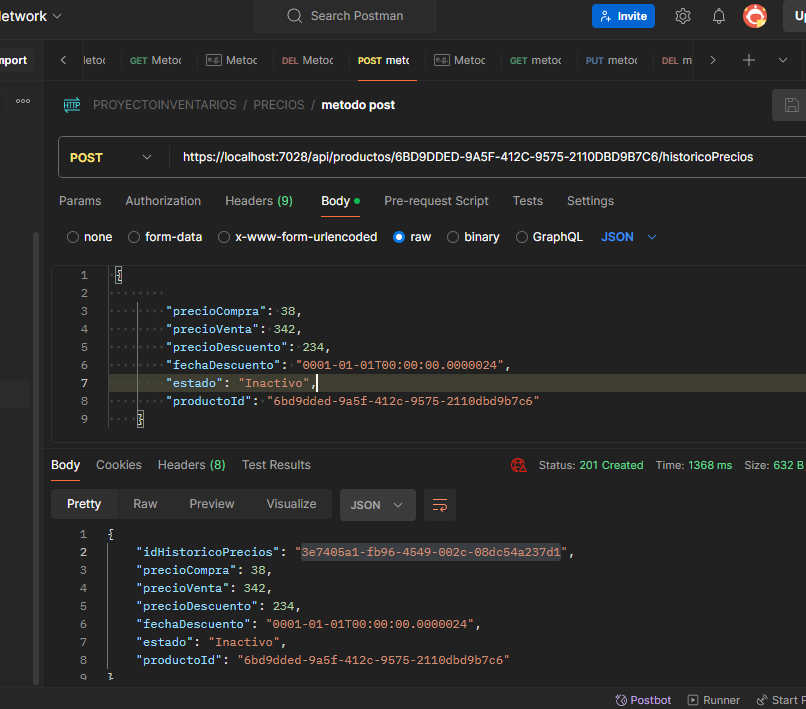 Network
Search Postman
Invite
Up
mport
letoc
GET Metoc
e.g. Metoc
DEL Metoc
POST metc
e.g. Metoc
GET metoc
PUT metoc
DEL m
HTTP PROYECTOINVENTARIOS / PRECIOS / metodo post
POST https://localhost:7028/api/productos/6BD9DDED-9A5F-412C-9575-2110DBD9B7C6/historicoPrecios
Params Authorization Headers (9) Body Pre-request Script Tests Settings
none form-data x-www-form-urlencoded raw binary GraphQL JSON
1 {
2
3 "precioCompra": 38,
4 "precioVenta": 342,
5 "precioDescuento": 234,
6 "fechaDescuento": "0001-01-01T00:00:00.0000024",
7 "estado": "Inactivo",
8 "productoId": "6bd9dded-9a5f-412c-9575-2110dbd9b7c6"
9 }
Body Cookies Headers (8) Test Results Status: 201 Created Time: 1368 ms Size: 632 B
Pretty Raw Preview Visualize JSON
1 {
2 "idHistoricoPrecios": "3e7405a1-fb96-4549-002c-08dc54a237d1",
3 "precioCompra": 38,
4 "precioVenta": 342,
5 "precioDescuento": 234,
6 "fechaDescuento": "0001-01-01T00:00:00.0000024",
7 "estado": "Inactivo",
8 "productoId": "6bd9dded-9a5f-412c-9575-2110dbd9b7c6"
9 }
Postbot Runner Start P